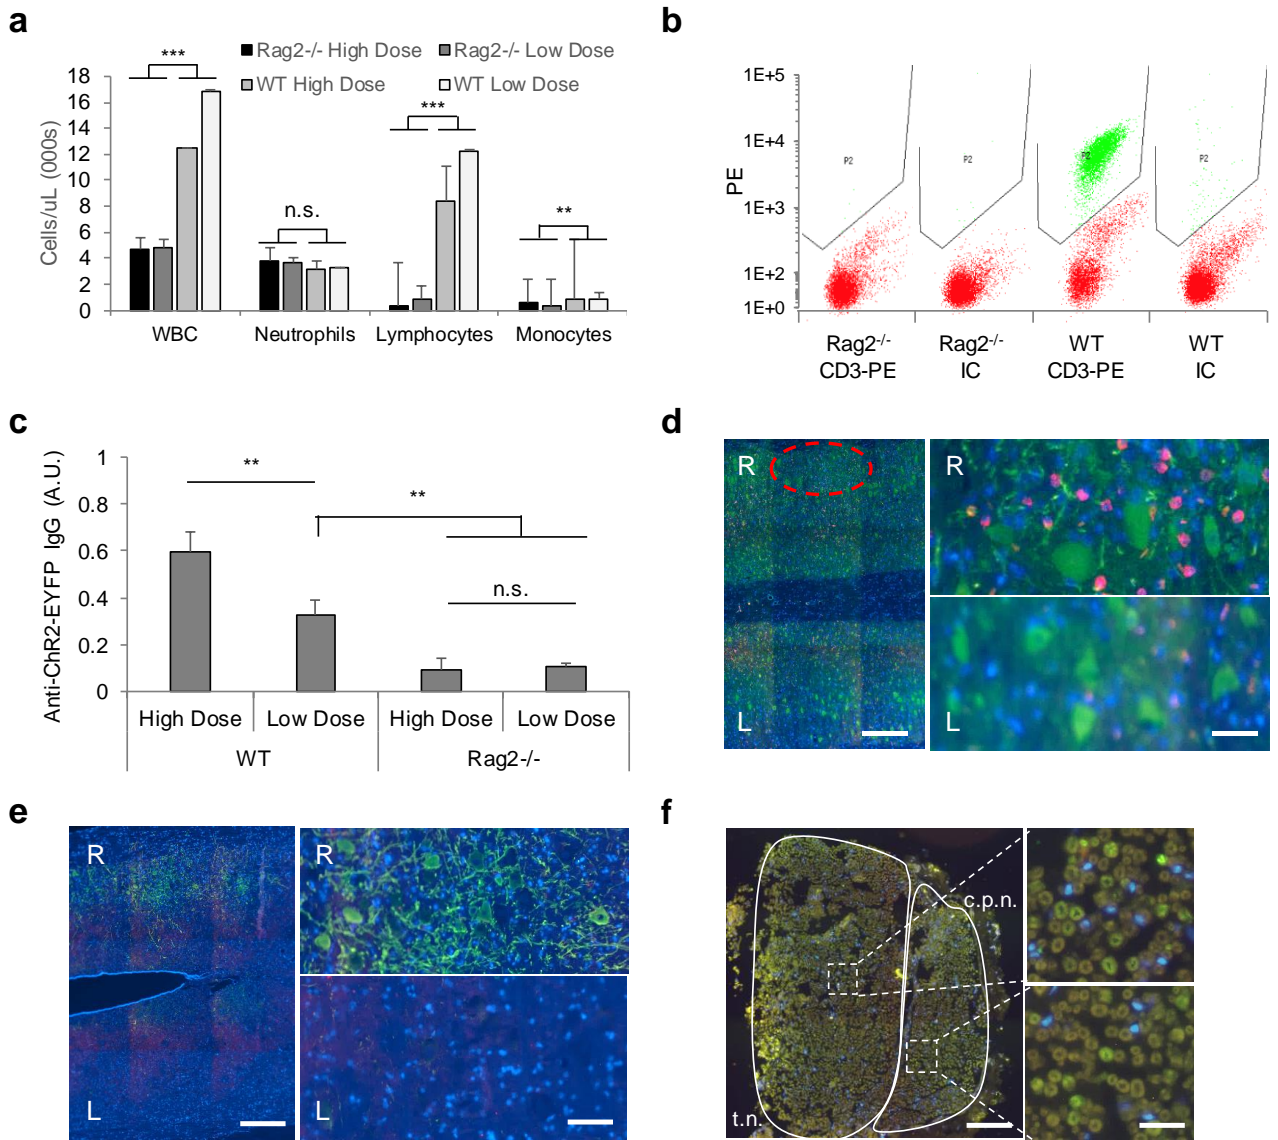 a
Rag2-/- High Dose
Rag2-/- Low Dose
WT High Dose
WT Low Dose
***
***
n.s.
**
Cells/uL (000s)
18
16
14
12
10
8
6
4
2
0
WBC
Neutrophils
Lymphocytes
Monocytes
b
PE
1E+5
1E+4
1E+3
1E+2
1E+0
P2
P2
P2
P2
Rag2-/-
CD3-PE
Rag2-/-
IC
WT
CD3-PE
WT
IC
c
Anti-ChR2-EYFP IgG (A.U.)
1
0.8
0.6
0.4
0.2
0
**
**
n.s.
High Dose
Low Dose
High Dose
Low Dose
WT
Rag2-/-
d
R
L
R
L
e
R
L
R
L
f
c.p.n.
t.n.